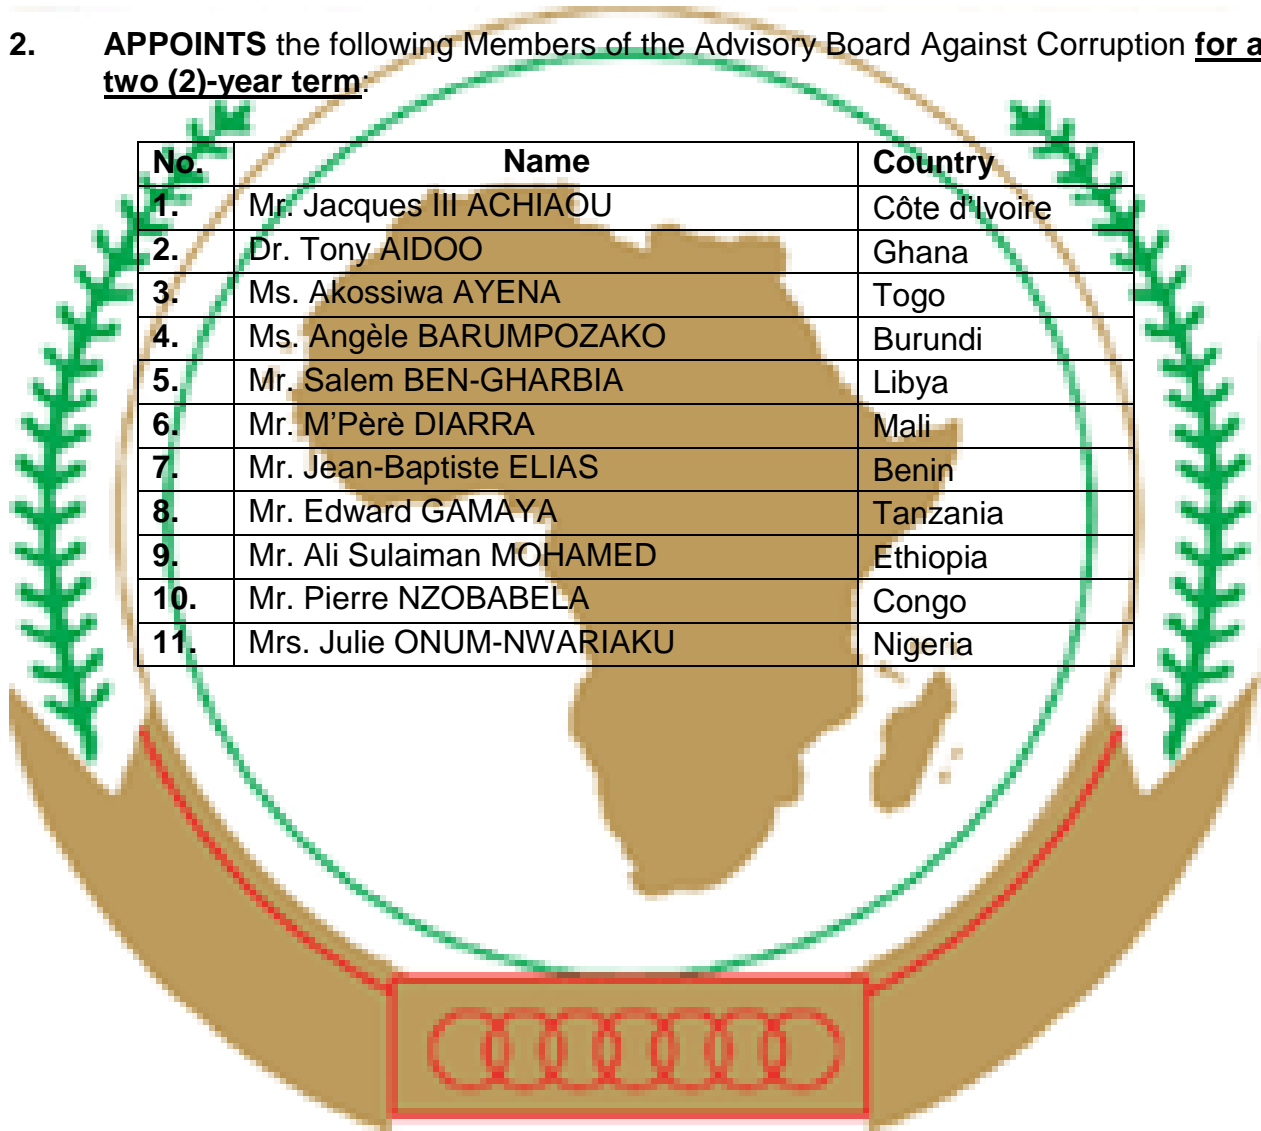 2. APPOINTS the following Members of the Advisory Board Against Corruption for a
two (2)-year term:
No. Name Country
1. Mr. Jacques III ACHIAOU Côte d'Ivoire
2. Dr. Tony AIDOO Ghana
3. Ms. Akossiwa AYENA Togo
4. Ms. Angèle BARUMPOZAKO Burundi
5. Mr. Salem BEN-GHARBIA Libya
6. Mr. M'Pèrè DIARRA Mali
7. Mr. Jean-Baptiste ELIAS Benin
8. Mr. Edward GAMAYA Tanzania
9. Mr. Ali Sulaiman MOHAMED Ethiopia
10. Mr. Pierre NZOBABELA Congo
11. Mrs. Julie ONUM-NWARIAKU Nigeria